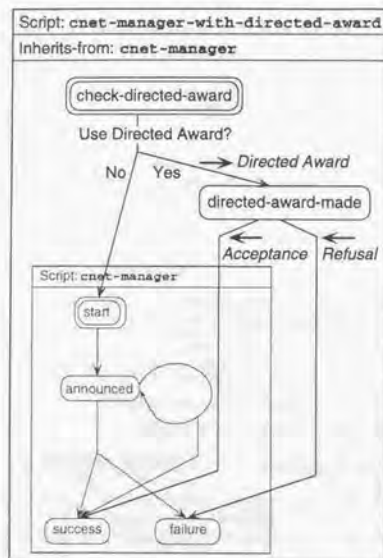 Script: cnet-manager-with-directed-award
Inherits-from: cnet-manager
check-directed-award
Use Directed Award?
No
Yes
Directed Award
directed-award-made
Acceptance
Refusal
Script: cnet-manager
start
announced
success
failure